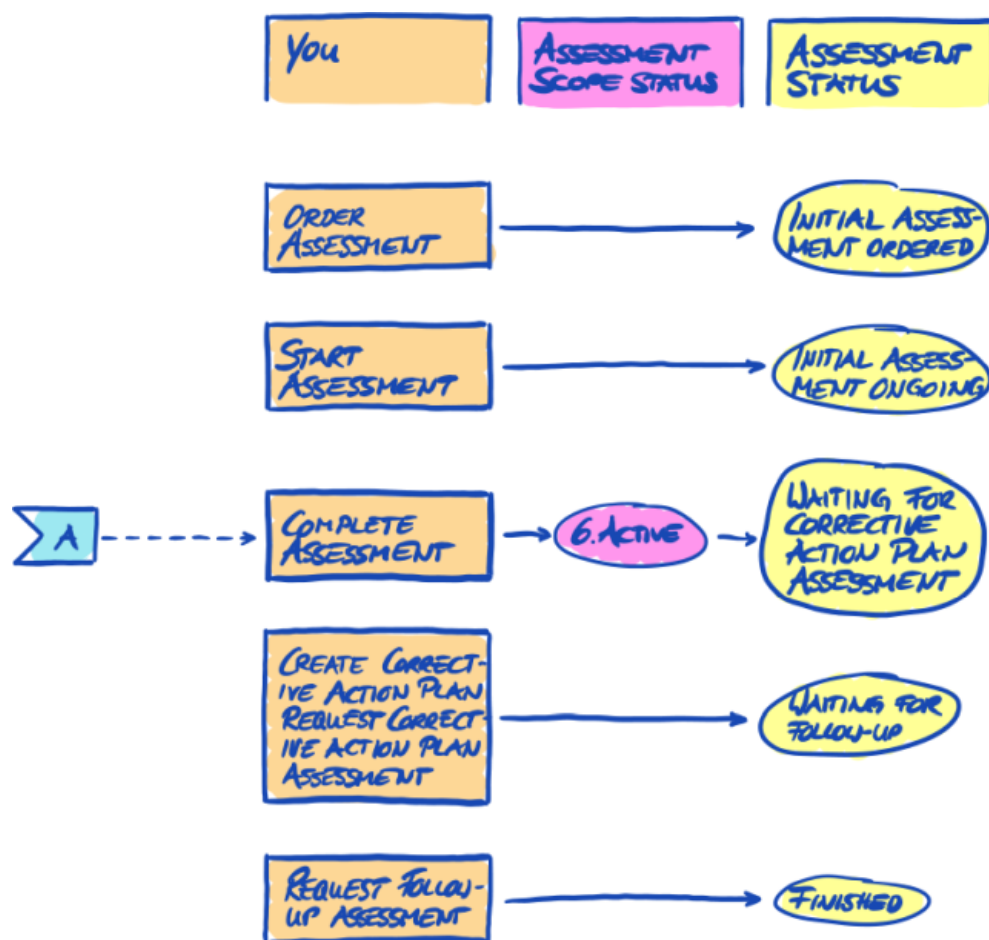 YOU
ASSESSMENT
SCOPE STATUS
ASSESSMENT
STATUS
ORDER
ASSESSMENT
INITIAL ASSESS-
MENT ORDERED
START
ASSESSMENT
INITIAL ASSESS-
MENT ONGOING
A
COMPLETE
ASSESSMENT
6. ACTIVE
WAITING FOR
CORRECTIVE
ACTION PLAN
ASSESSMENT
CREATE CORRECT-
IVE ACTION PLAN
REQUEST CORRECT-
IVE ACTION PLAN
ASSESSMENT
WAITING FOR
FOLLOW-UP
REQUEST FOLLOW-
UP ASSESSMENT
FINISHED